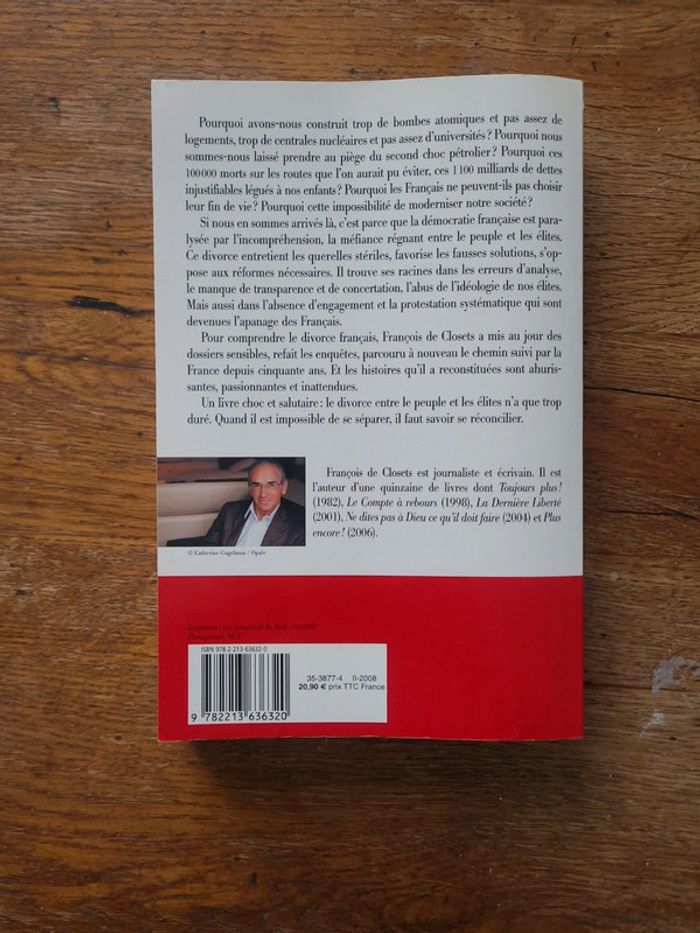 Pourquoi avons-nous construit trop de bombes atomiques et pas assez de
logements, trop de centrales nucléaires et pas assez d'universités ? Pourquoi nous
sommes-nous laissé prendre au piège du second choc pétrolier ? Pourquoi ces
100 000 morts sur les routes que l'on aurait pu éviter, ces 1 100 milliards de dettes
injustifiables légués à nos enfants ? Pourquoi les Français ne peuvent-ils pas choisir
leur fin de vie ? Pourquoi cette impossibilité de moderniser notre société ?
Si nous en sommes arrivés là, c'est parce que la démocratie française est para-
lysée par l'incompréhension, la méfiance régnant entre le peuple et les élites.
Ce divorce entretient les querelles stériles, favorise les fausses solutions, s'op-
pose aux réformes nécessaires. Il trouve ses racines dans les erreurs d'analyse,
le manque de transparence et de concertation, l'abus de l'idéologie de nos élites.
Mais aussi dans l'absence d'engagement et la protestation systématique qui sont
devenues l'apanage des Français.
Pour comprendre le divorce français, François de Closets a mis au jour des
dossiers sensibles, refait les enquêtes, parcouru à nouveau le chemin suivi par la
France depuis cinquante ans. Et les histoires qu'il a reconstituées sont ahuris-
santes, passionnantes et inattendues.
Un livre choc et salutaire : le divorce entre le peuple et les élites n'a que trop
duré. Quand il est impossible de se séparer, il faut savoir se réconcilier.
François de Closets est journaliste et écrivain. Il est
l'auteur d'une quinzaine de livres dont Toujours plus !
(1982), Le Compte à rebours (1998), La Dernière Liberté
(2001), Ne dites pas à Dieu ce qu'il doit faire (2004) et Plus
encore ! (2006).
© Catherine / Opale
ISBN 978-2-213-63632-0
35-3877-4 II-2008
20,90 € prix TTC France
9 782213 636320